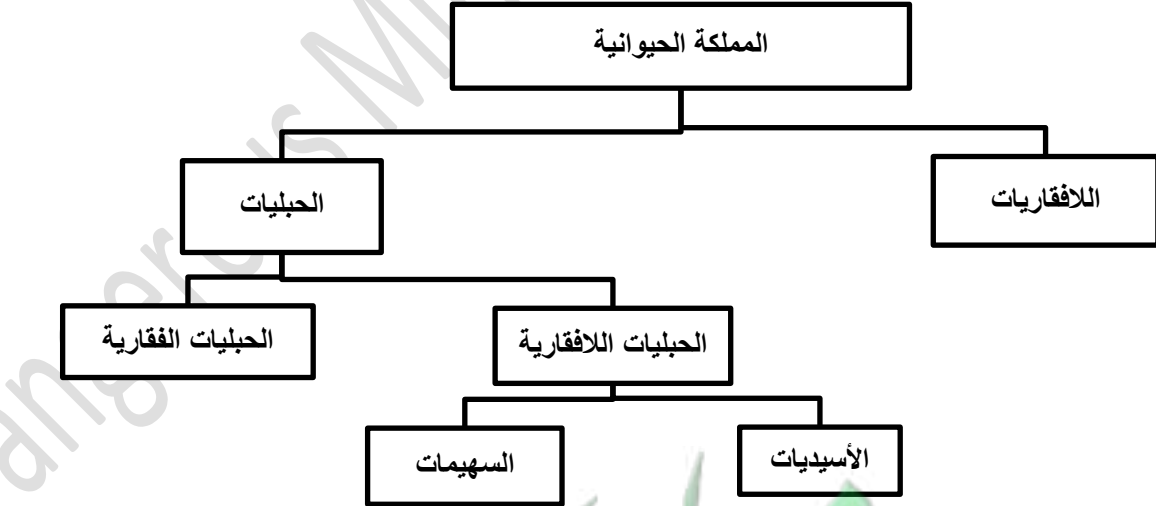 المملكة الحيوانية
اللافقاريات
الحبليات
الحبليات اللافقارية
الحبليات الفقارية
الأسيديات
السهيمات